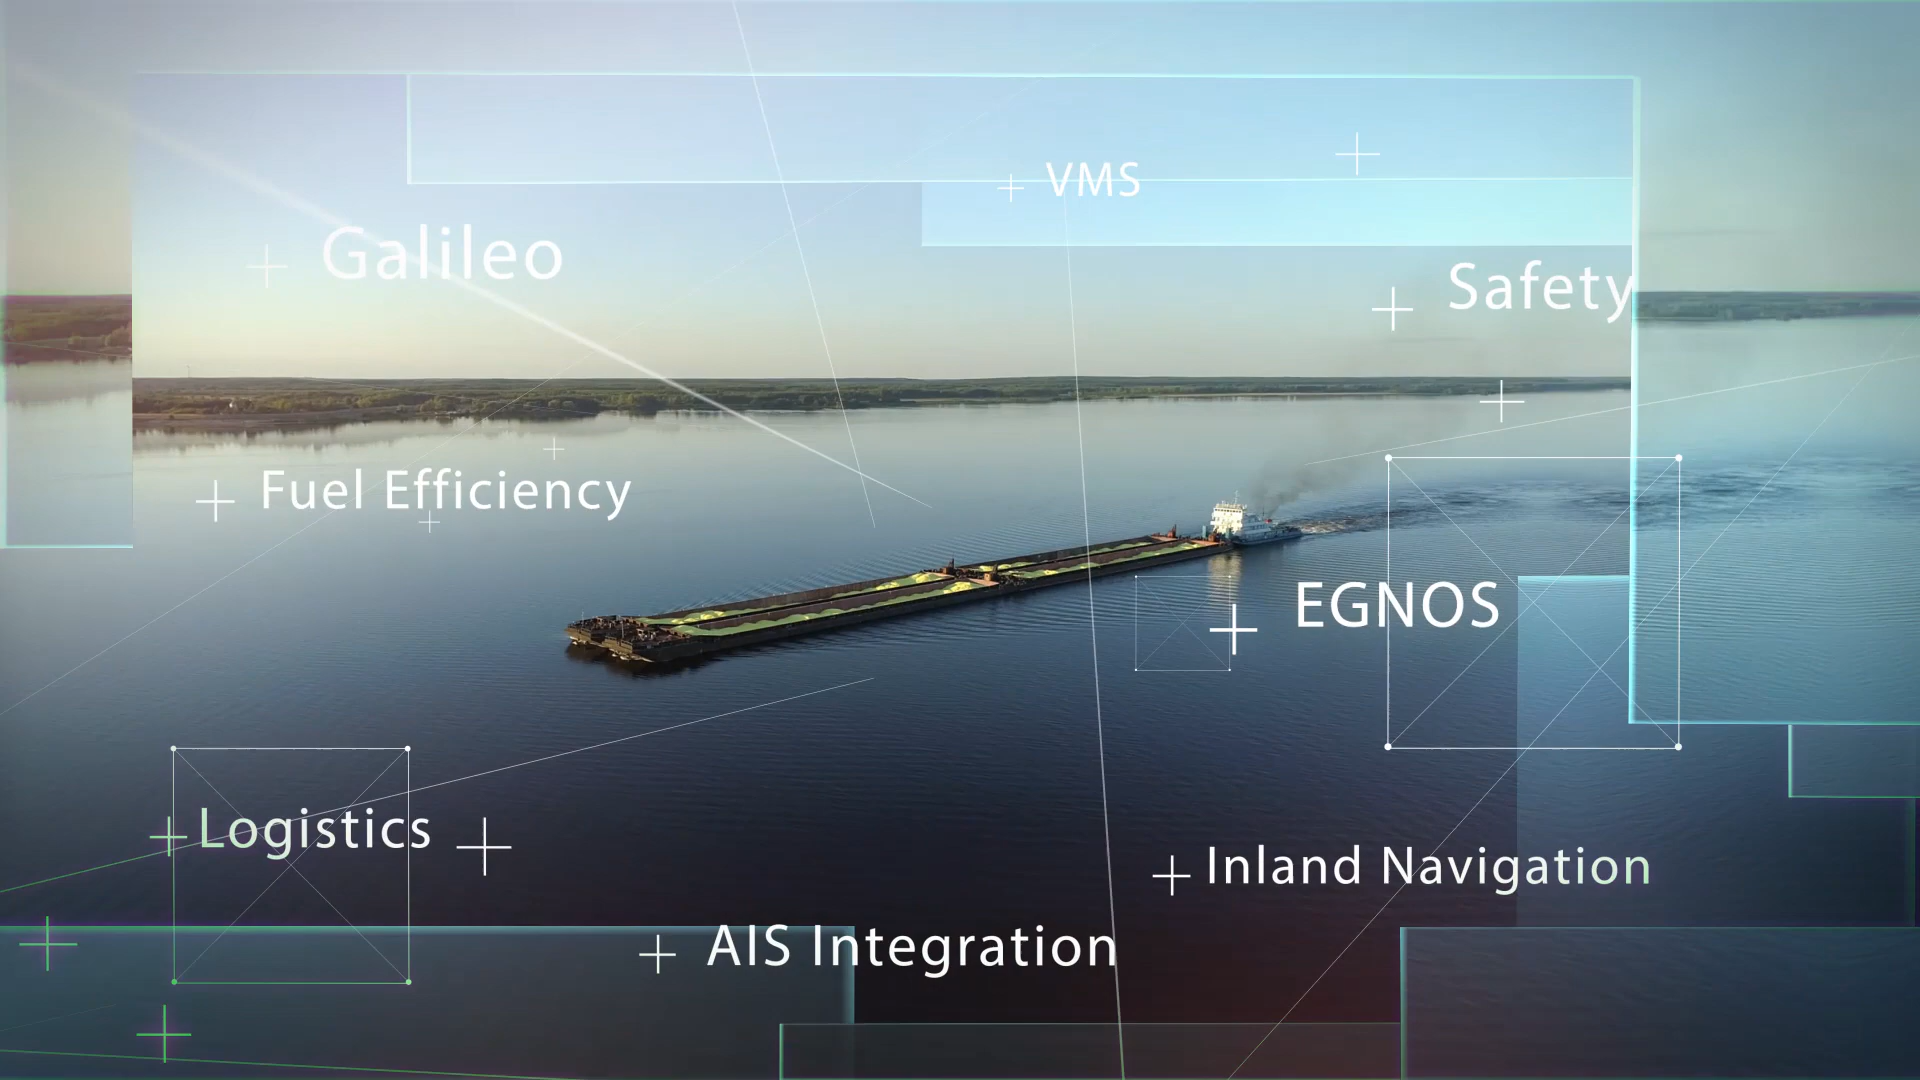 VMS
Galileo
Safety
Fuel Efficiency
EGNOS
Logistics
Inland Navigation
AIS Integration